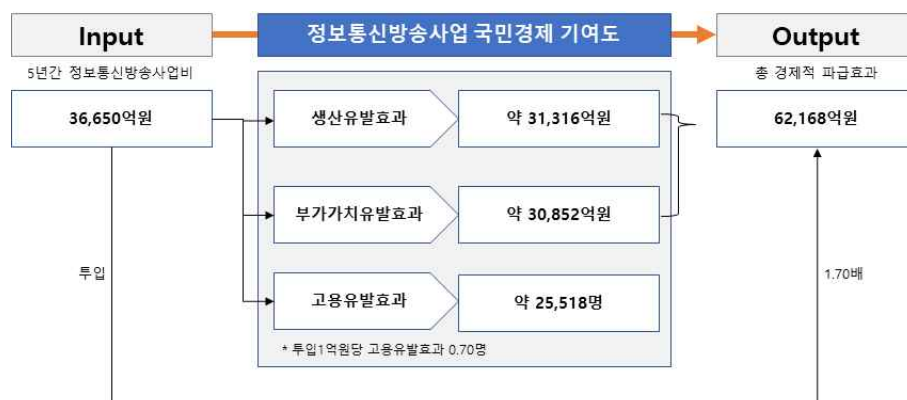 Input
정보통신방송사업 국민경제 기여도
Output
5년간 정보통신방송사업비
총 경제적 파급효과
36,650억원
생산유발효과
약 31,316억원
62,168억원
부가가치유발효과
약 30,852억원
투입
1.70배
고용유발효과
약 25,518명
* 투입1억원당 고용유발효과 0.70명